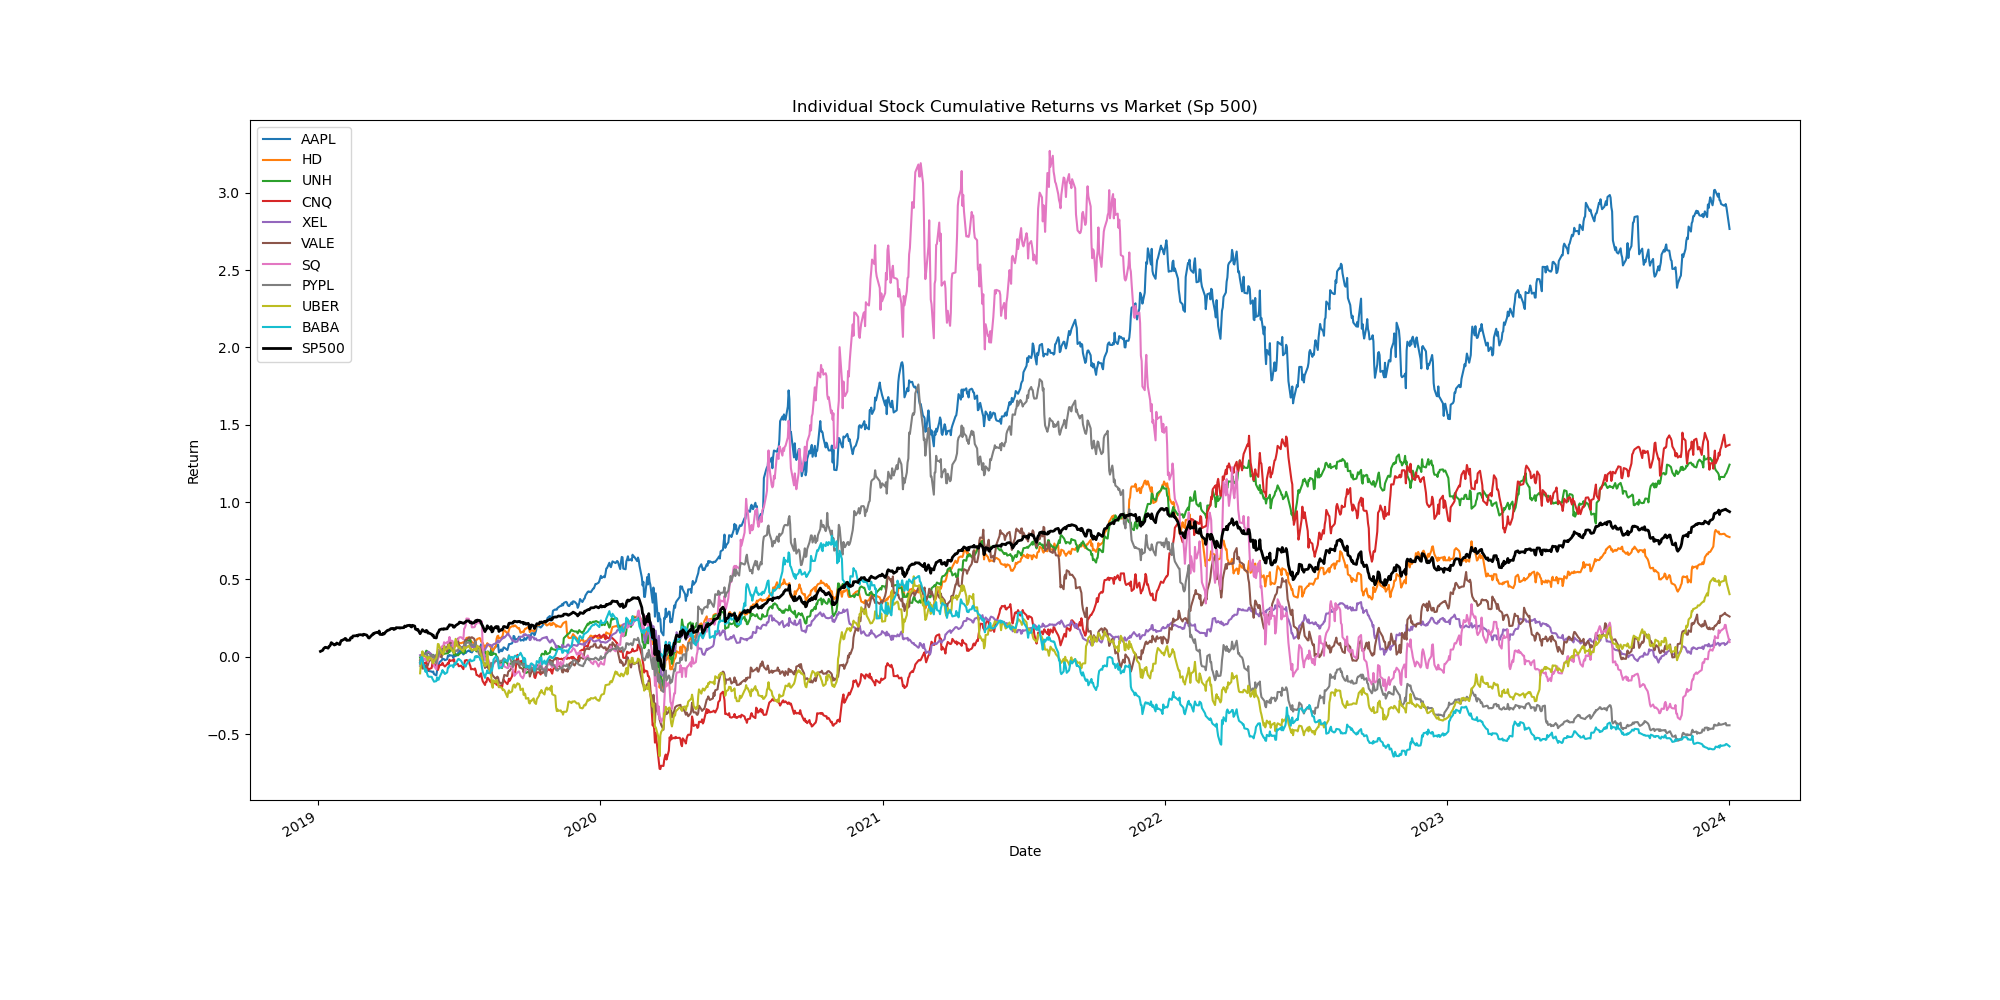 Individual Stock Cumulative Returns vs Market (Sp 500)
AAPL
HD
UNH
CNQ
XEL
VALE
SQ
PYPL
UBER
BABA
SP500
3.0
2.5
2.0
1.5
1.0
0.5
0.0
−0.5
Return
2019
2020
2021
2022
2023
2024
Date